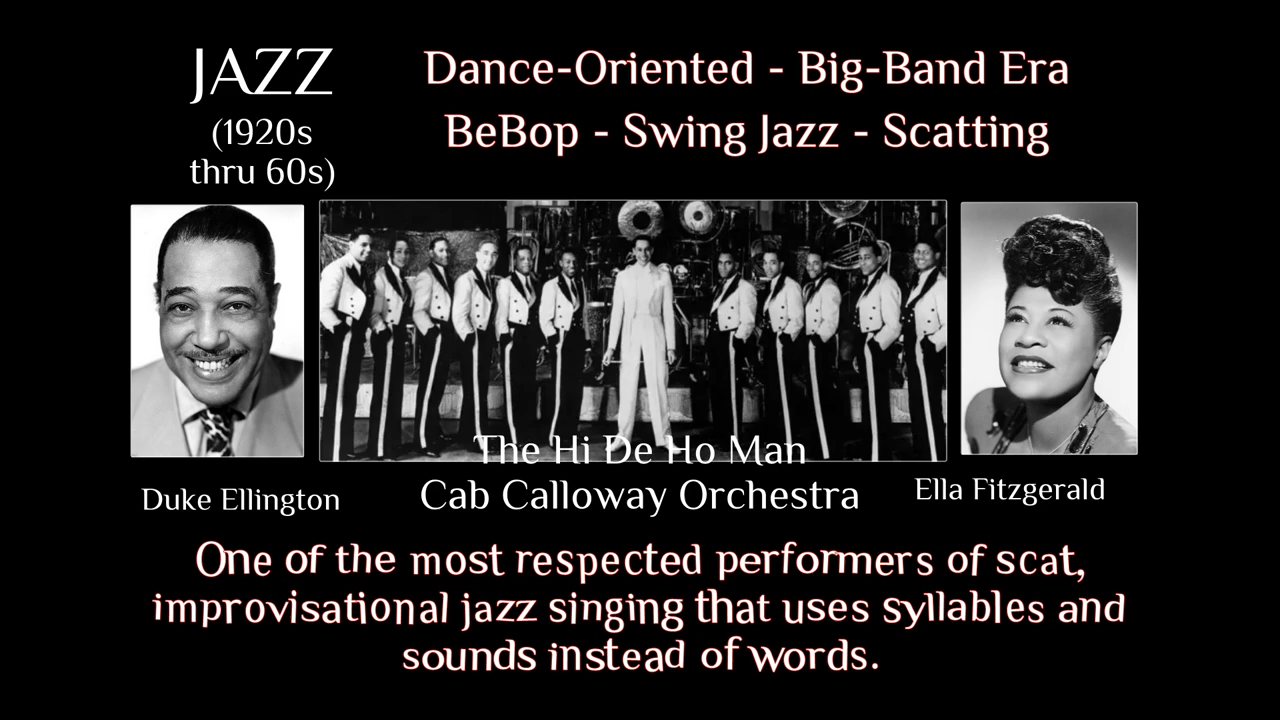 JAZZ
(1920s
thru 60s)
Dance-Oriented - Big-Band Era
BeBop - Swing Jazz - Scatting
The Hi De Ho Man
Cab Calloway Orchestra
Duke Ellington
Ella Fitzgerald
One of the most respected performers of scat,
improvisational jazz singing that uses syllables and
sounds instead of words.